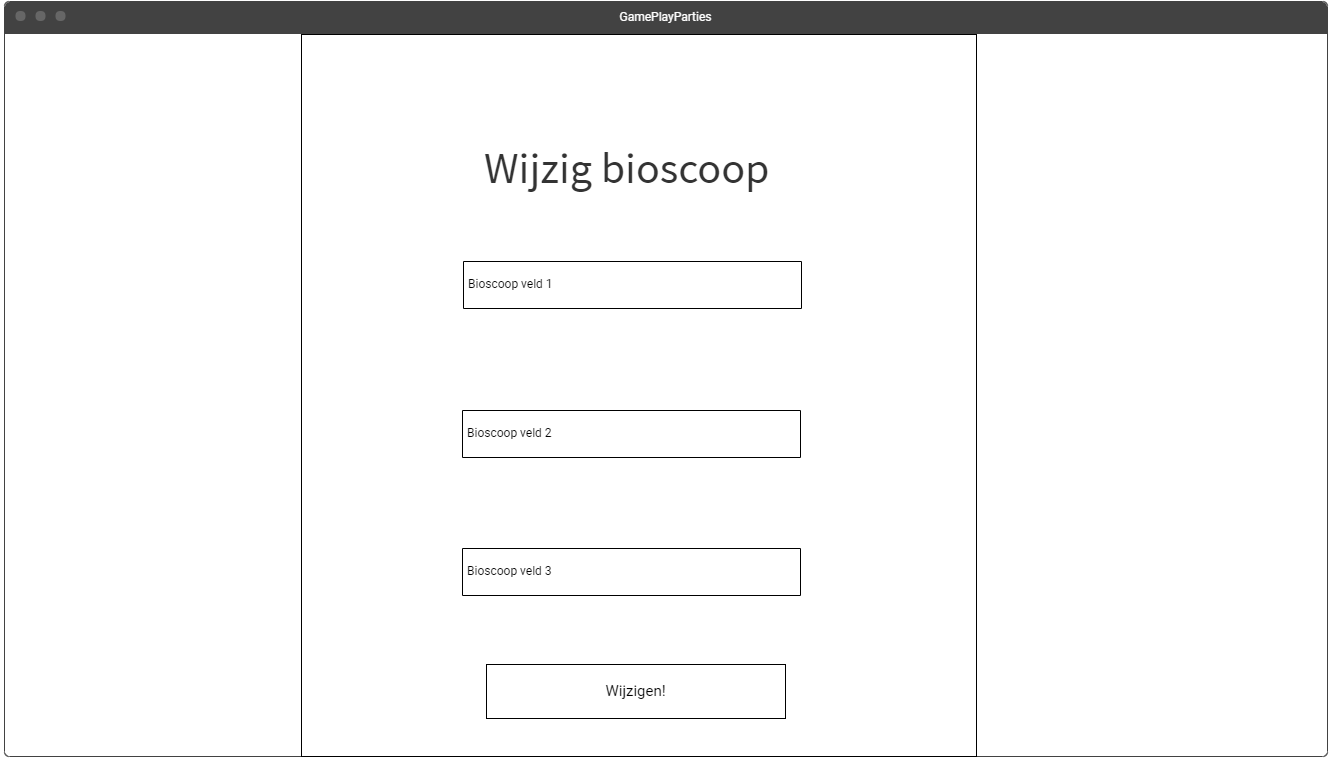 GamePlayParties
Wijzig bioscoop
Bioscoop veld 1
Bioscoop veld 2
Bioscoop veld 3
Wijzigen!